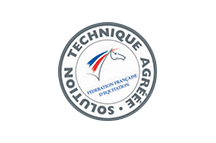 SOLUTION TECHNIQUE AGRÉÉE •
FÉDÉRATION FRANÇAISE
D'ÉQUITATION